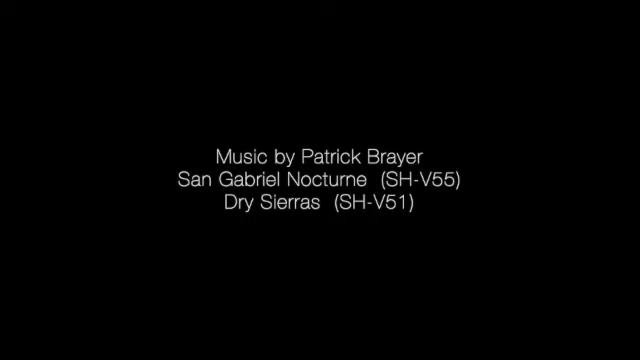 Music by Patrick Brayer
San Gabriel Nocturne  (SH-V55)
Dry Sierras  (SH-V51)